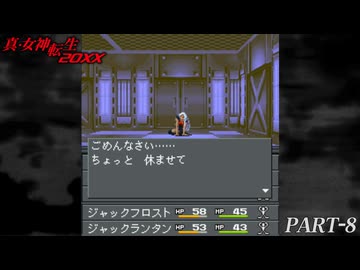 真・女神転生
20XX
ごめんなさい……
ちょっと 休ませて
ジャックフロスト HP 58 MP 45
ジャックランタン HP 53 MP 43
PART-8